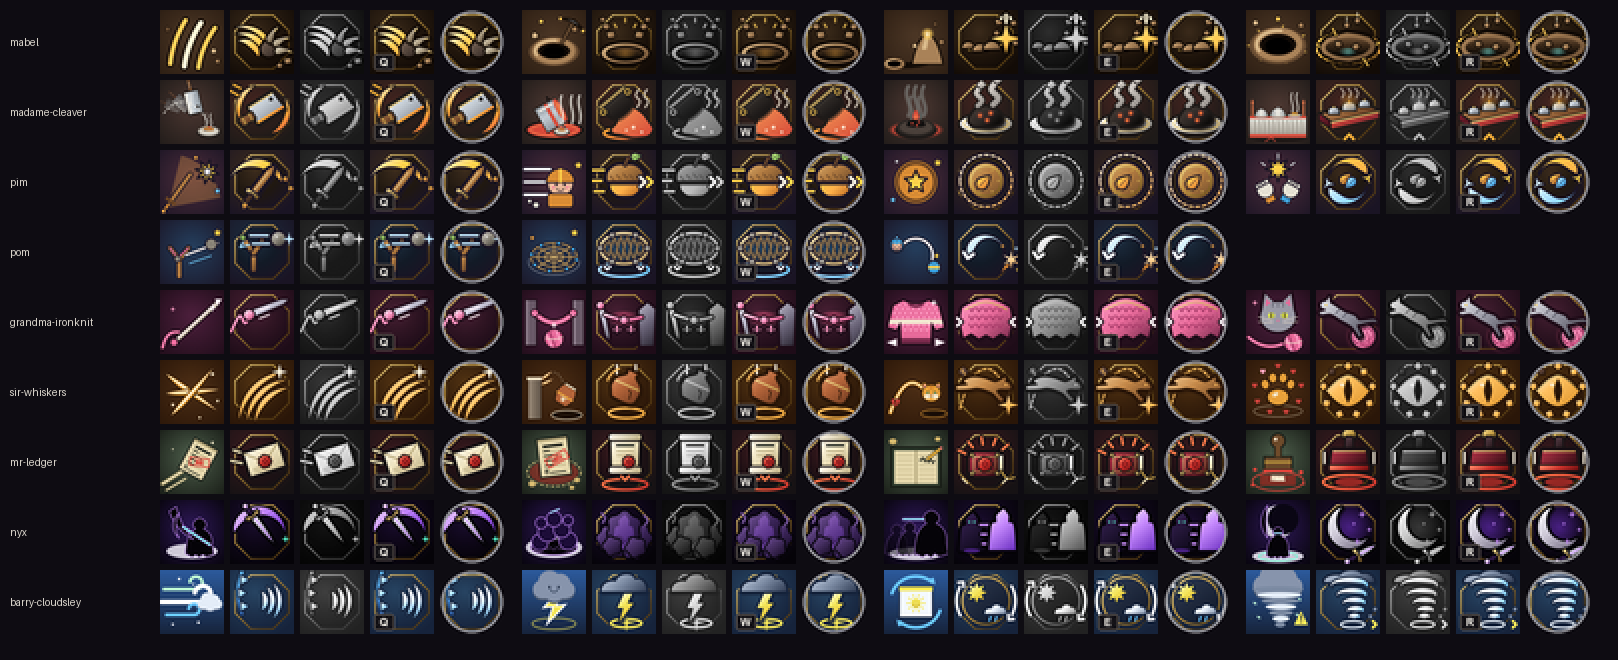 mabel
Q
W
E
R
madame-cleaver
Q
W
E
R
pim
Q
W
E
R
pom
Q
W
E
grandma-ironknit
Q
W
E
R
sir-whiskers
Q
W
E
R
mr-ledger
Q
W
E
R
nyx
Q
W
E
R
barry-cloudsley
Q
W
E
R